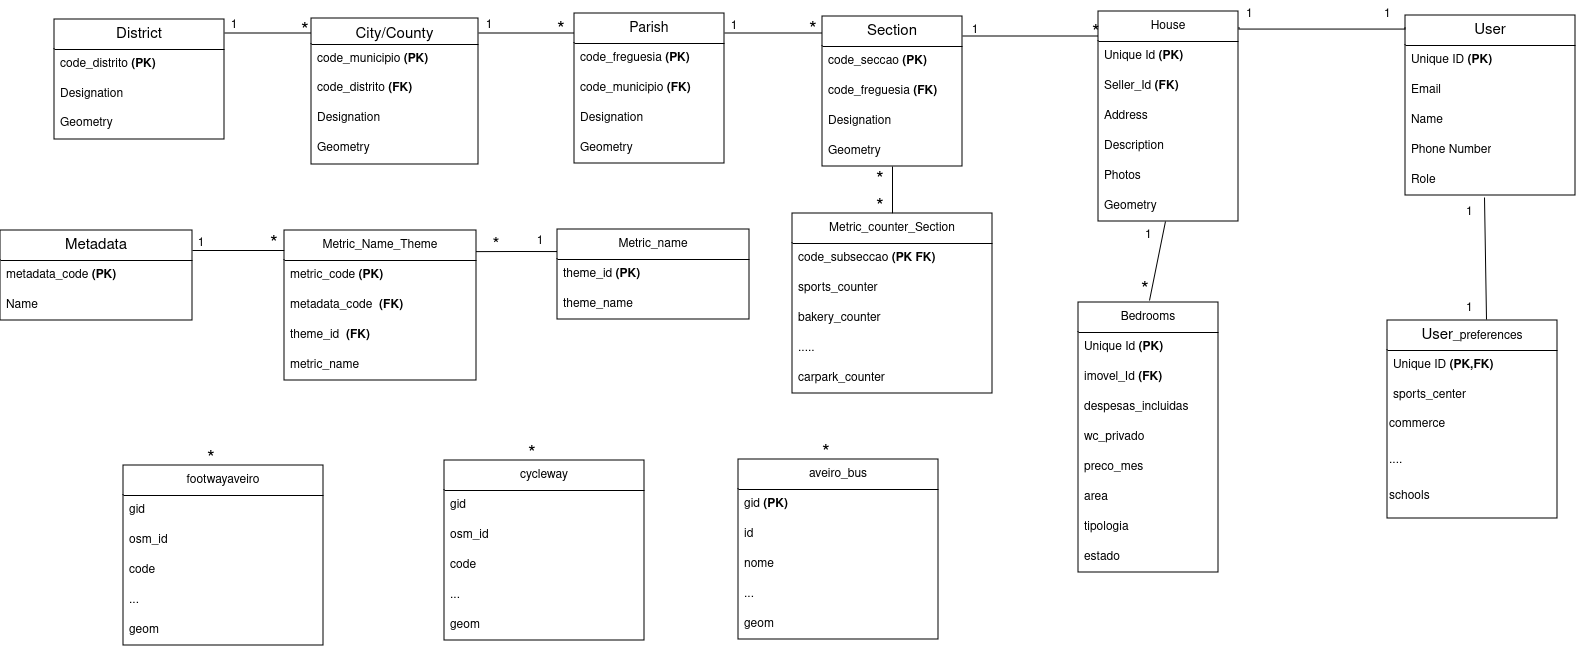 District
code_distrito (PK)
Designation
Geometry
1
*
City/County
code_municipio (PK)
code_distrito (FK)
Designation
Geometry
1
*
Parish
code_freguesia (PK)
code_municipio (FK)
Designation
Geometry
1
*
Section
code_seccao (PK)
code_freguesia (FK)
Designation
Geometry
1
*
House
Unique Id (PK)
Seller_Id (FK)
Address
Description
Photos
Geometry
1
1
User
Unique ID (PK)
Email
Name
Phone Number
Role
Metadata
metadata_code (PK)
Name
1
*
Metric_Name_Theme
metric_code (PK)
metadata_code (FK)
theme_id (FK)
metric_name
*
1
Metric_name
theme_id (PK)
theme_name
*
*
Metric_counter_Section
code_subseccao (PK FK)
sports_counter
bakery_counter
.....
carpark_counter
1
*
Bedrooms
Unique Id (PK)
imovel_Id (FK)
despesas_incluidas
wc_privado
preco_mes
area
tipologia
estado
1
1
User_preferences
Unique ID (PK,FK)
sports_center
commerce
....
schools
*
footwayaveiro
gid
osm_id
code
...
geom
*
cycleway
gid
osm_id
code
...
geom
*
aveiro_bus
gid (PK)
id
nome
...
geom